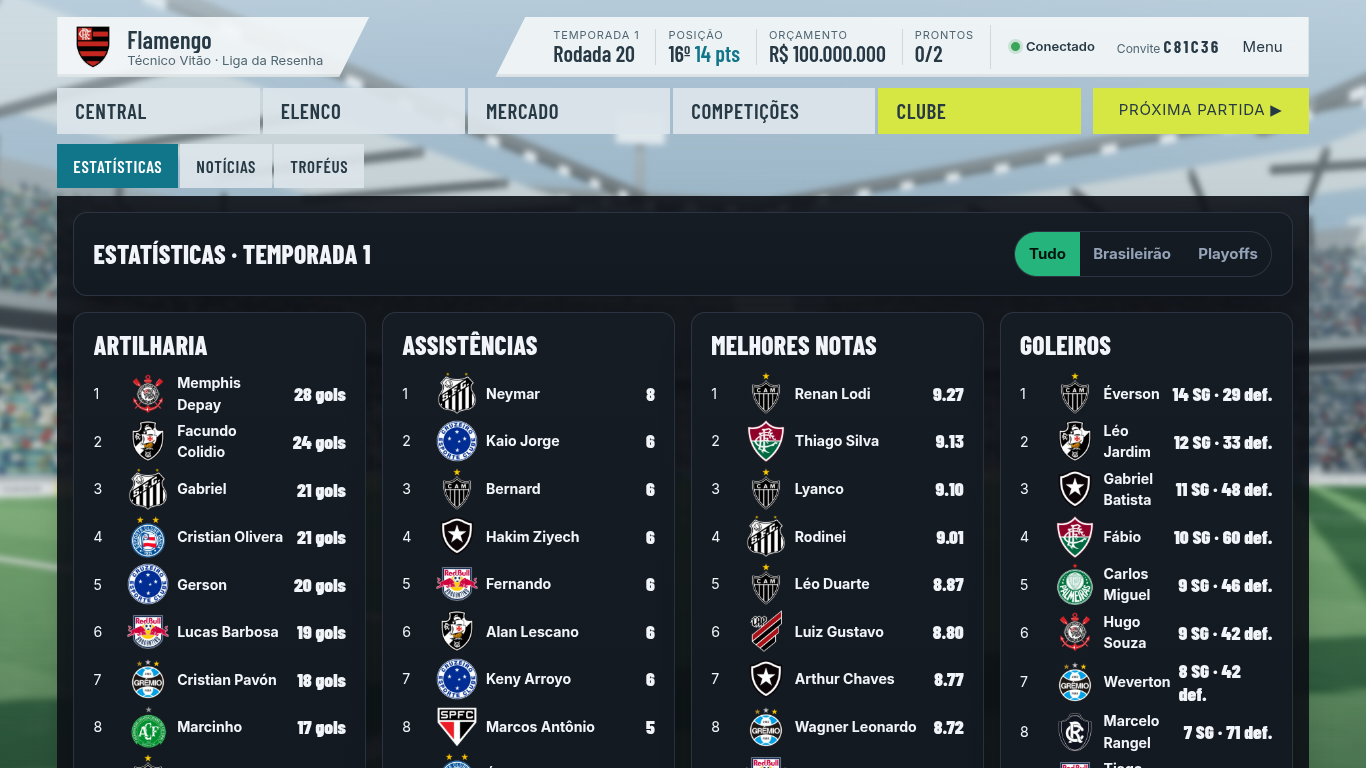 Flamengo
Técnico Vitão · Liga da Resenha
TEMPORADA 1
Rodada 20
POSIÇÃO
16º 14 pts
ORÇAMENTO
R$ 100.000.000
PRONTOS
0/2
Conectado
Convite C81C36
Menu
CENTRAL
ELENCO
MERCADO
COMPETIÇÕES
CLUBE
PRÓXIMA PARTIDA ▶
ESTATÍSTICAS
NOTÍCIAS
TROFÉUS
ESTATÍSTICAS · TEMPORADA 1
Tudo
Brasileirão
Playoffs
ARTILHARIA
1 Memphis Depay 28 gols
2 Facundo Colidio 24 gols
3 Gabriel 21 gols
4 Cristian Olivera 21 gols
5 Gerson 20 gols
6 Lucas Barbosa 19 gols
7 Cristian Pavón 18 gols
8 Marcinho 17 gols
ASSISTÊNCIAS
1 Neymar 8
2 Kaio Jorge 6
3 Bernard 6
4 Hakim Ziyech 6
5 Fernando 6
6 Alan Lescano 6
7 Keny Arroyo 6
8 Marcos Antônio 5
MELHORES NOTAS
1 Renan Lodi 9.27
2 Thiago Silva 9.13
3 Lyanco 9.10
4 Rodinei 9.01
5 Léo Duarte 8.87
6 Luiz Gustavo 8.80
7 Arthur Chaves 8.77
8 Wagner Leonardo 8.72
GOLEIROS
1 Éverson 14 SG · 29 def.
2 Léo Jardim 12 SG · 33 def.
3 Gabriel Batista 11 SG · 48 def.
4 Fábio 10 SG · 60 def.
5 Carlos Miguel 9 SG · 46 def.
6 Hugo Souza 9 SG · 42 def.
7 Weverton 8 SG · 42 def.
8 Marcelo Rangel 7 SG · 71 def.